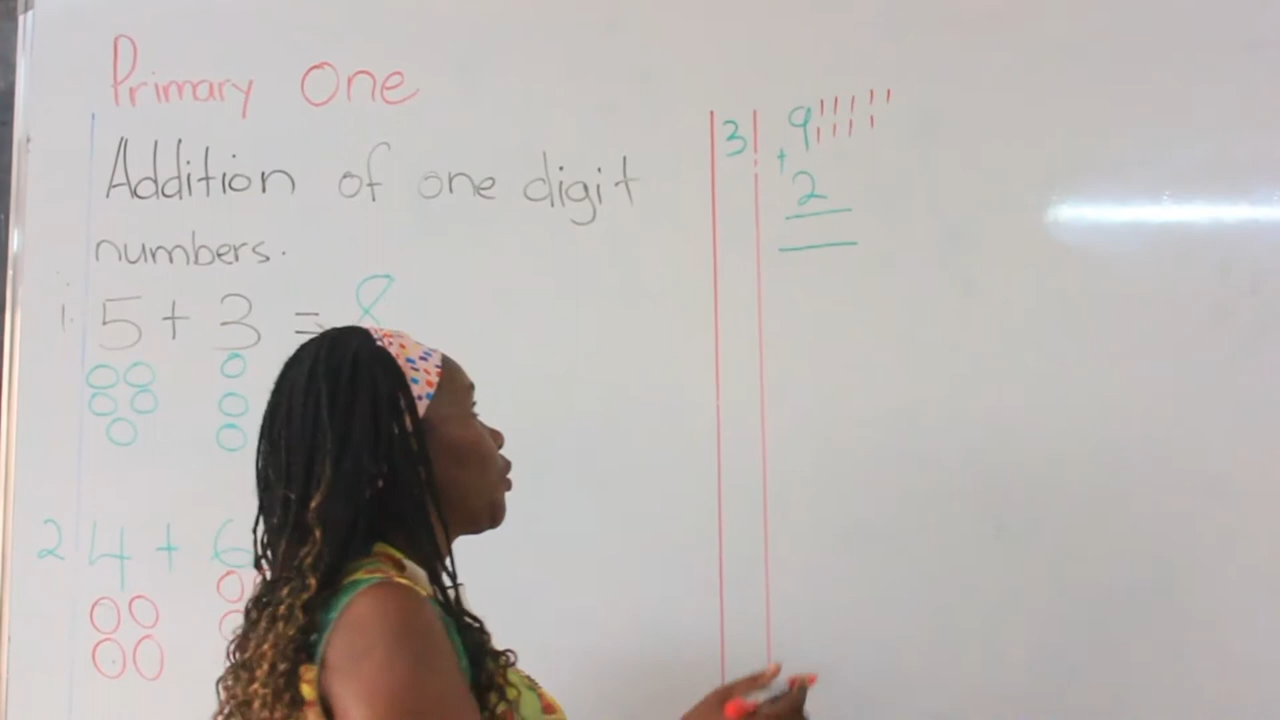 Primary One
Addition of one digit
numbers.
1. 5 + 3 = 8
2 4 + 6
3 9
+
2